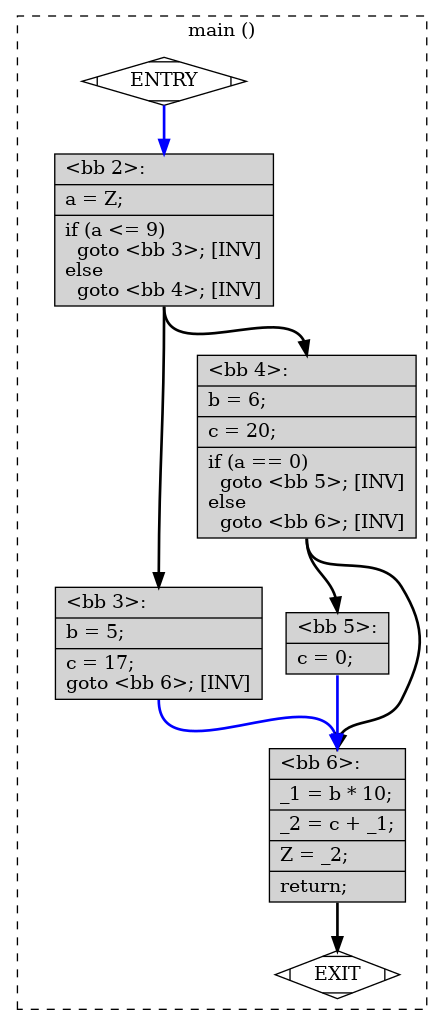 main ()
ENTRY
<bb 2>:
a = Z;
if (a <= 9)
  goto <bb 3>; [INV]
else
  goto <bb 4>; [INV]
<bb 4>:
b = 6;
c = 20;
if (a == 0)
  goto <bb 5>; [INV]
else
  goto <bb 6>; [INV]
<bb 3>:
b = 5;
c = 17;
goto <bb 6>; [INV]
<bb 5>:
c = 0;
<bb 6>:
_1 = b * 10;
_2 = c + _1;
Z = _2;
return;
EXIT